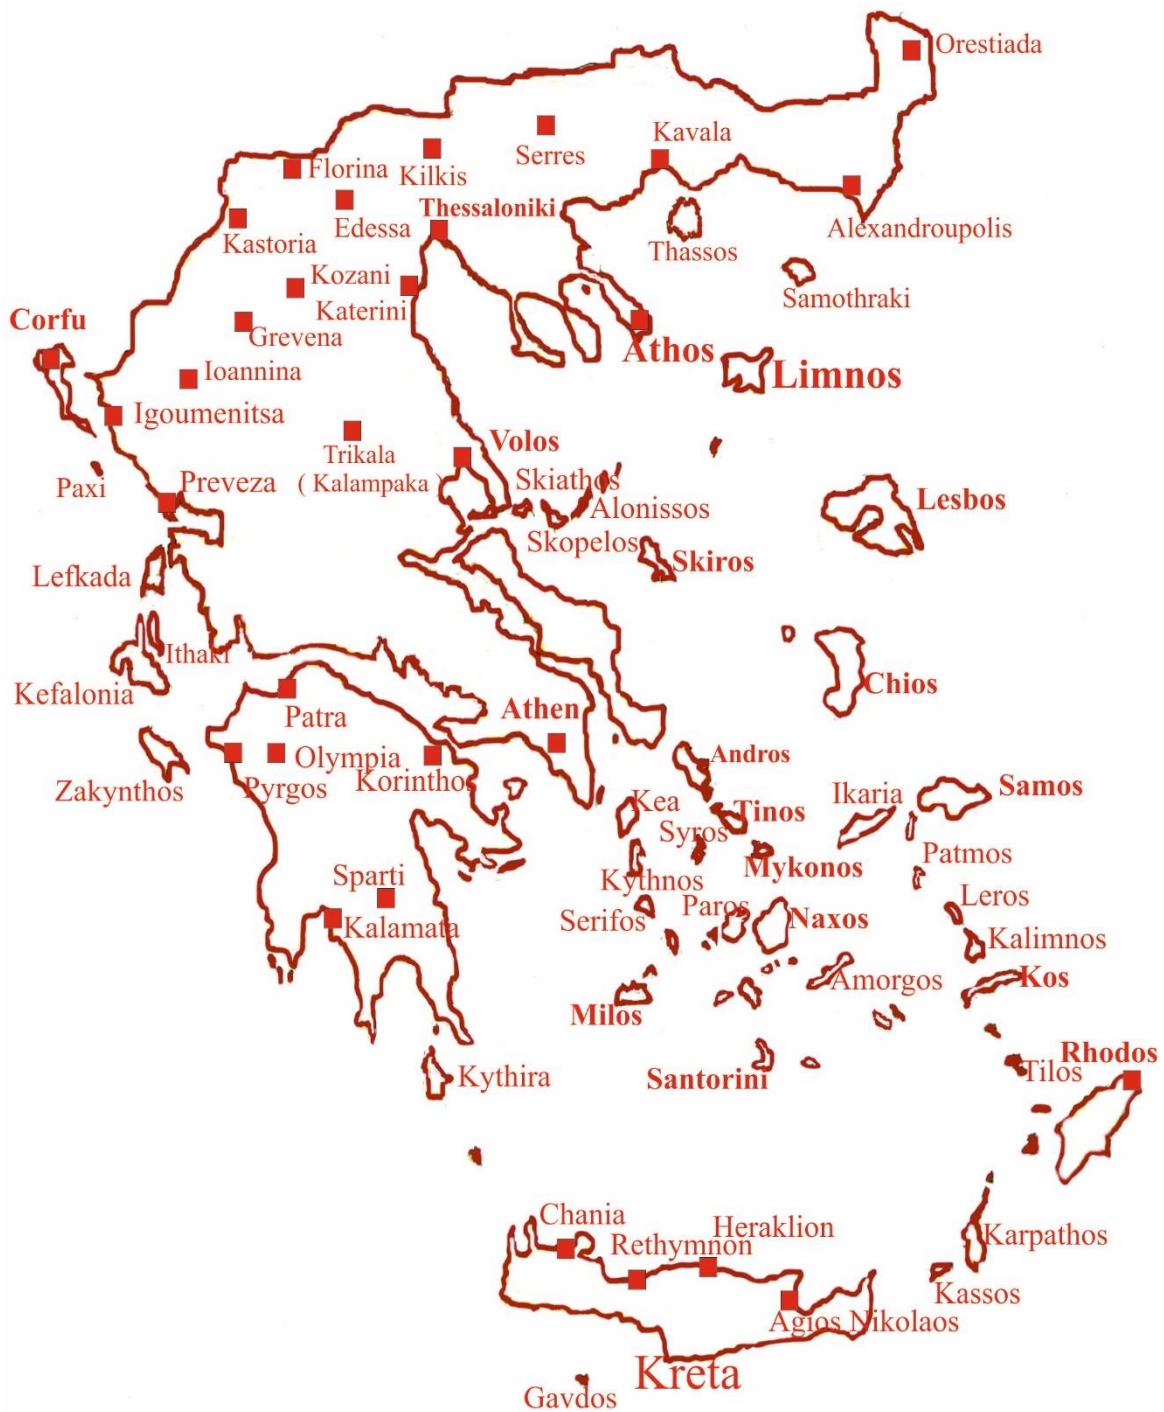 Orestiada
Kavala
Serres
Florina
Kilkis
Thessaloniki
Edessa
Kastoria
Alexandroupolis
Thassos
Kozani
Samothraki
Katerini
Corfu
Grevena
Athos
Ioannina
Limnos
Igoumenitsa
Volos
Trikala
( Kalampaka )
Skiathos
Paxi
Preveza
Lesbos
Alonissos
Skopelos
Skiros
Lefkada
Ithaki
Kefalonia
Chios
Patra
Athen
Olympia
Korinthos
Andros
Zakynthos
Pyrgos
Samos
Ikaria
Kea
Tinos
Syros
Patmos
Mykonos
Kythnos
Sparti
Leros
Paros
Serifos
Naxos
Kalamata
Kalimnos
Amorgos
Kos
Milos
Rhodos
Tilos
Santorini
Kythira
Chania
Heraklion
Karpathos
Rethymnon
Kassos
Agios Nikolaos
Kreta
Gavdos